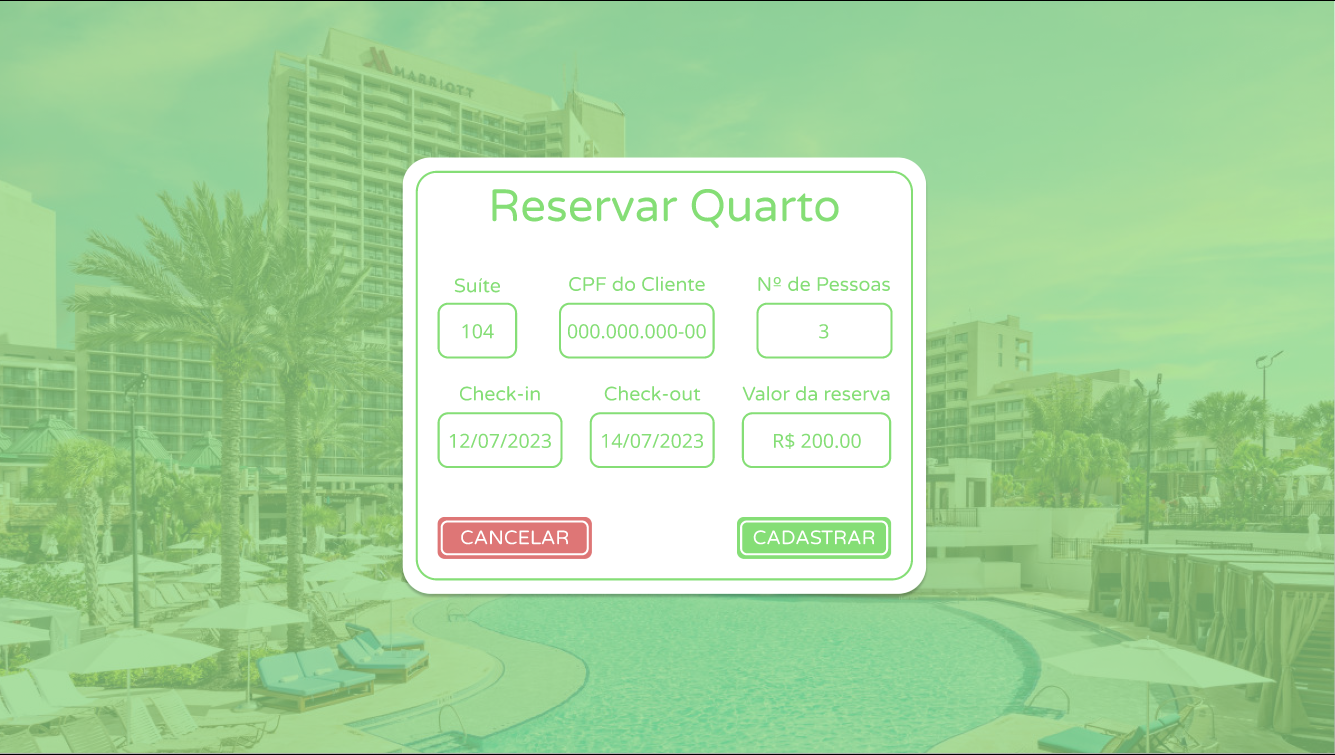 MARRIOTT
Reservar Quarto
Suíte
CPF do Cliente
Nº de Pessoas
104
000.000.000-00
3
Check-in
Check-out
Valor da reserva
12/07/2023
14/07/2023
R$ 200.00
CANCELAR
CADASTRAR